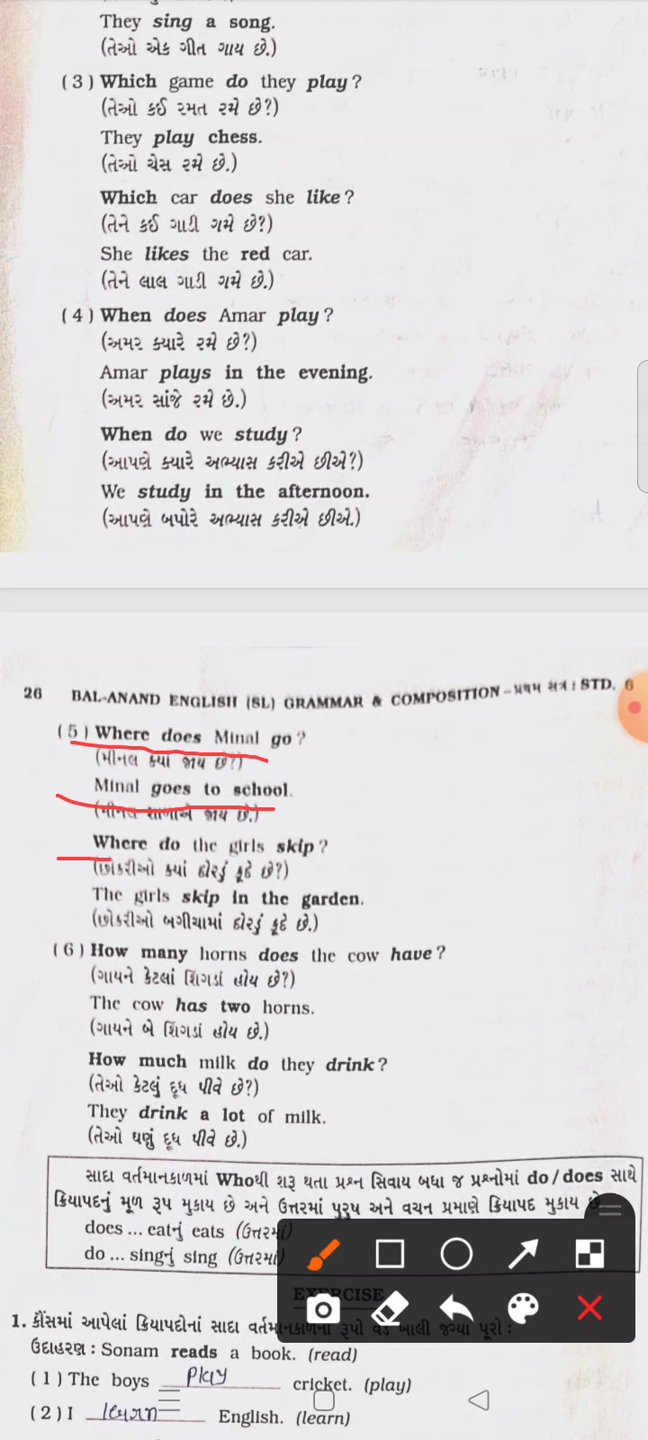 They sing a song.
(તેઓ એક ગીત ગાય છે.)
(3) Which game do they play?
(તેઓ કઈ રમત રમે છે?)
They play chess.
(તેઓ ચેસ રમે છે.)
Which car does she like?
(તેને કઈ ગાડી ગમે છે?)
She likes the red car.
(તેને લાલ ગાડી ગમે છે.)
(4) When does Amar play?
(અમર ક્યારે રમે છે?)
Amar plays in the evening.
(અમર સાંજે રમે છે.)
When do we study?
(આપણે ક્યારે અભ્યાસ કરીએ છીએ?)
We study in the afternoon.
(આપણે બપોરે અભ્યાસ કરીએ છીએ.)
26 BAL-ANAND ENGLISH (SL) GRAMMAR & COMPOSITION – પ્રથમ સત્ર : STD. 6
(5) Where does Minal go?
(મીનલ ક્યાં જાય છે?)
Minal goes to school.
(મીનલ શાળાએ જાય છે.)
Where do the girls skip?
(છોકરીઓ ક્યાં દોરડું કૂદે છે?)
The girls skip in the garden.
(છોકરીઓ બગીચામાં દોરડું કૂદે છે.)
(6) How many horns does the cow have?
(ગાયને કેટલાં શિંગડાં હોય છે?)
The cow has two horns.
(ગાયને બે શિંગડાં હોય છે.)
How much milk do they drink?
(તેઓ કેટલું દૂધ પીવે છે?)
They drink a lot of milk.
(તેઓ ઘણું દૂધ પીવે છે.)
સાદા વર્તમાનકાળમાં Whoથી શરૂ થતા પ્રશ્ન સિવાય બધા જ પ્રશ્નોમાં do/does સાથે
ક્રિયાપદનું મૂળ રૂપ મુકાય છે અને ઉત્તરમાં પુરુષ અને વચન પ્રમાણે ક્રિયાપદ મુકાય છે
does ... eatનું eats (ઉત્તરમાં)
do ... singનું sing (ઉત્તરમાં)
EXERCISE
1. કૌંસમાં આપેલાં ક્રિયાપદોનાં સાદા વર્તમાનકાળનાં રૂપો વડે ખાલી જગ્યા પૂરો :
ઉદાહરણ : Sonam reads a book. (read)
(1) The boys play cricket. (play)
(2) I learn English. (learn)